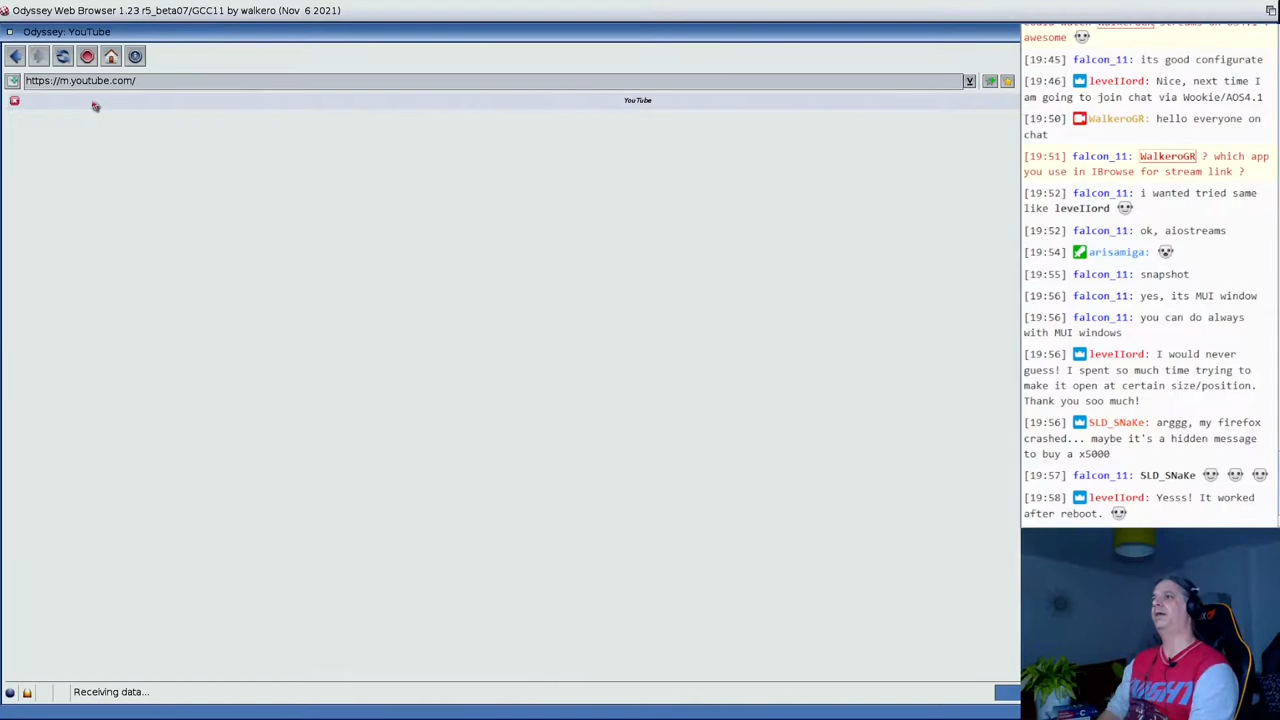 Odyssey Web Browser 1.23 r5_beta07/GCC11 by walkero (Nov 6 2021)
Odyssey: YouTube
https://m.youtube.com/
YouTube
Receiving data...
awesome
[19:45] falcon_11: its good configurate
[19:46] leveIIord: Nice, next time I
am going to join chat via Wookie/AOS4.1
[19:50] WalkeroGR: hello everyone on
chat
[19:51] falcon_11: WalkeroGR ? which app
you use in IBrowse for stream link ?
[19:52] falcon_11: i wanted tried same
like leveIIord
[19:52] falcon_11: ok, aiostreams
[19:54] arisamiga:
[19:55] falcon_11: snapshot
[19:56] falcon_11: yes, its MUI window
[19:56] falcon_11: you can do always
with MUI windows
[19:56] leveIIord: I would never
guess! I spent so much time trying to
make it open at certain size/position.
Thank you soo much!
[19:56] SLD_SNaKe: arggg, my firefox
crashed... maybe it's a hidden message
to buy a x5000
[19:57] falcon_11: SLD_SNaKe
[19:58] leveIIord: Yesss! It worked
after reboot.